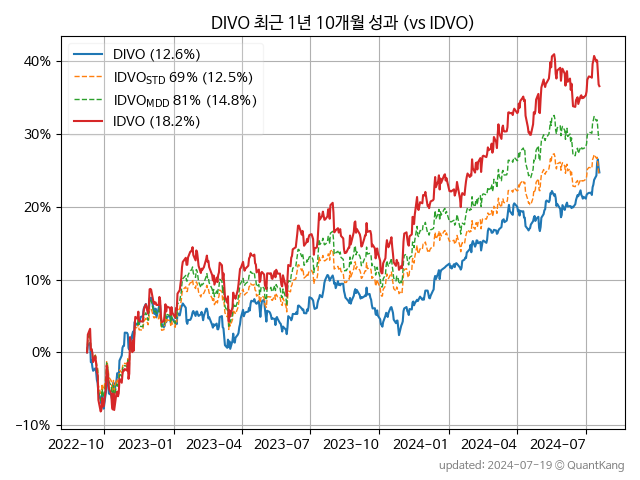 DIVO 최근 1년 10개월 성과 (vs IDVO)
DIVO (12.6%)
IDVO_STD 69% (12.5%)
IDVO_MDD 81% (14.8%)
IDVO (18.2%)
40%
30%
20%
10%
0%
−10%
2022-10 2023-01 2023-04 2023-07 2023-10 2024-01 2024-04 2024-07
updated: 2024-07-19 © QuantKang